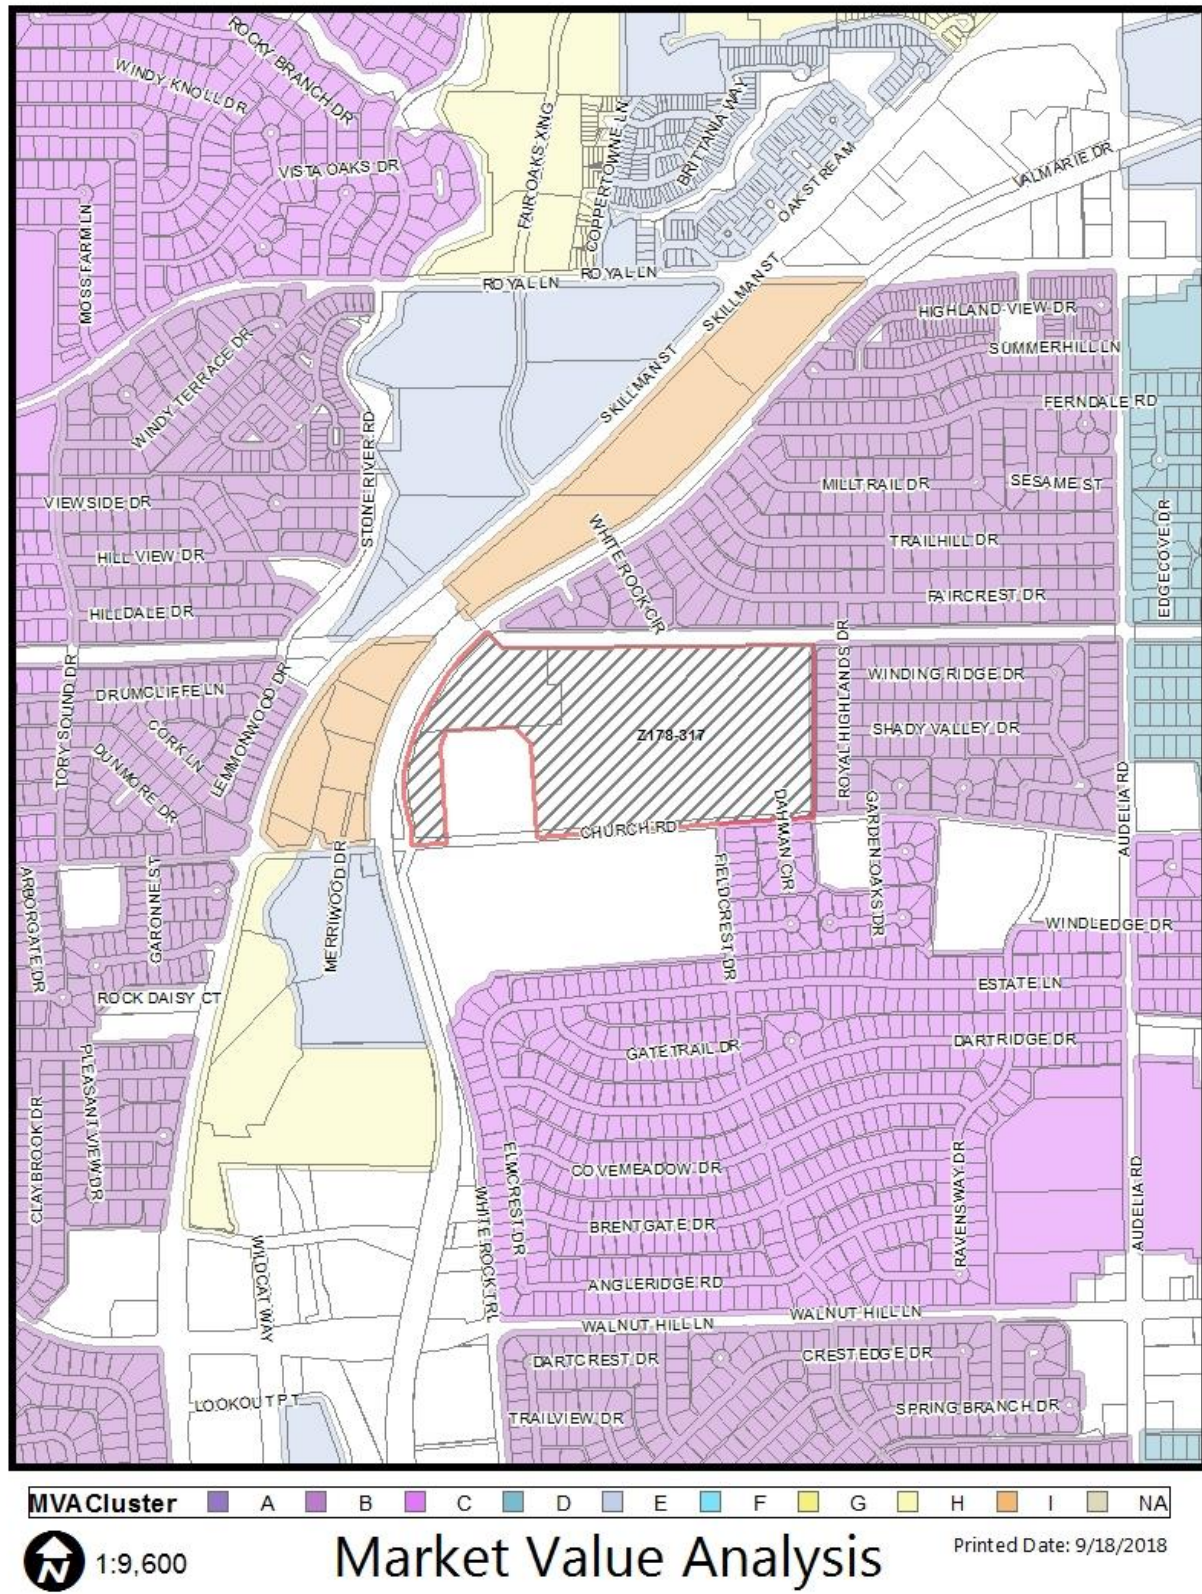 ROCKY BRANCH DR
WINDY KNOLL DR
VISTA OAKS DR
MOSS FARM LN
FAIR OAKS XING
COPPERTOWNE LN
BRITTANIA WAY
OAKSTREAM
VALMARIE DR
ROYAL LN
ROYAL LN
SKILLMAN ST
SKILLMAN ST
HIGHLAND VIEW DR
SUMMERHILL LN
FERNDALE RD
WINDY TERRACE DR
STONE RIVER RD
VIEWSIDE DR
HILL VIEW DR
HILLDALE DR
MILLTRAIL DR
SESAME ST
TRAILHILL DR
FAIRCREST DR
EDGECOVE DR
WHITE ROCK CIR
TORY SOUND DR
DRUMCLIFFE LN
CORK LN
DUNMORE DR
LEMMONWOOD DR
Z178-317
ROYAL HIGHLANDS DR
WINDING RIDGE DR
SHADY VALLEY DR
AUDELIA RD
CHURCH RD
DAHMAN CIR
GARDEN OAKS DR
FIELDCREST DR
MERRIWOOD DR
ARBORGATE DR
GARONNE ST
WINDLEDGE DR
ROCK DAISY CT
ESTATE LN
GATETRAIL DR
DARTRIDGE DR
PLEASANT VIEW DR
CLAYBROOK DR
COVEMEADOW DR
ELMCREST DR
WHITE ROCK TRL
BRENTGATE DR
RAVENSWAY DR
AUDELIA RD
ANGLERIDGE RD
WILDCAT WAY
WALNUT HILL LN
WALNUT HILL LN
DARTCREST DR
CRESTEDGE DR
LOOKOUT PT
TRAILVIEW DR
SPRING BRANCH DR
MVA Cluster A B C D E F G H I NA
N 1:9,600
Market Value Analysis
Printed Date: 9/18/2018